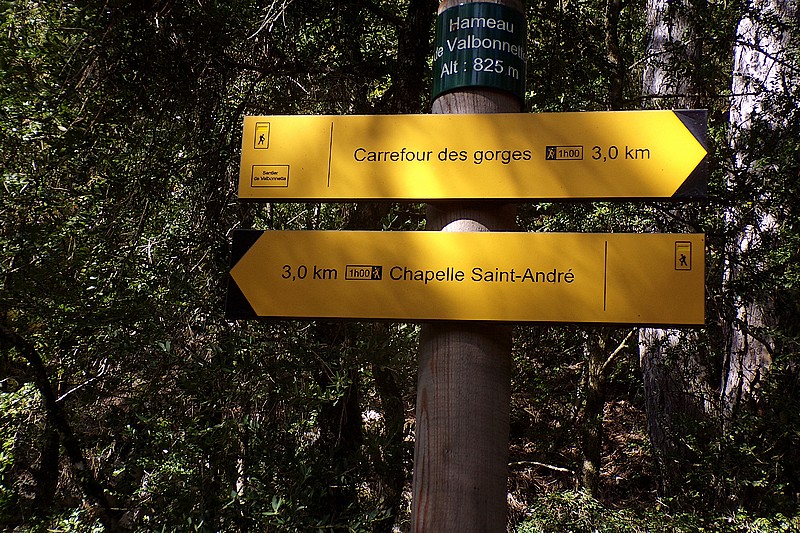 Hameau
de Valbonnette
Alt : 825 m
Carrefour des gorges 1h00 3,0 km
Sentier
de Valbonnette
3,0 km 1h00 Chapelle Saint-André